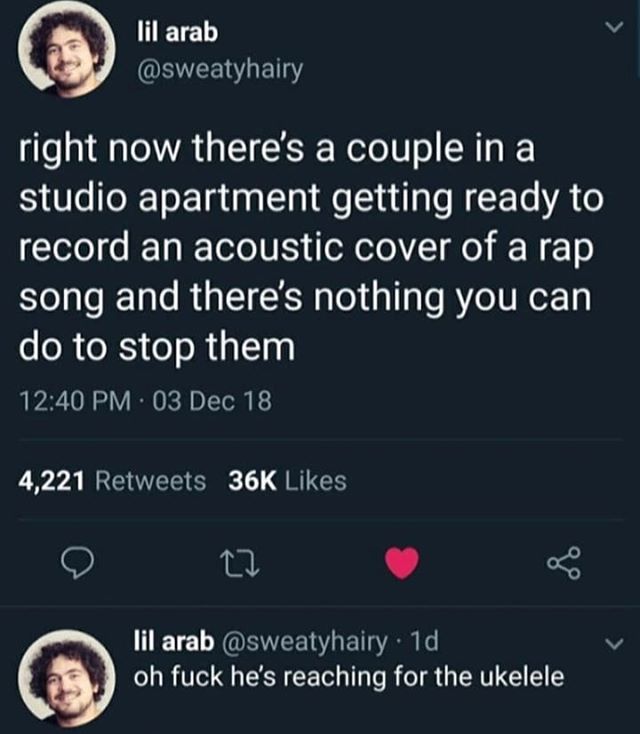 lil arab
@sweatyhairy
right now there's a couple in a
studio apartment getting ready to
record an acoustic cover of a rap
song and there's nothing you can
do to stop them
12:40 PM · 03 Dec 18
4,221 Retweets 36K Likes
lil arab @sweatyhairy · 1d
oh fuck he's reaching for the ukelele